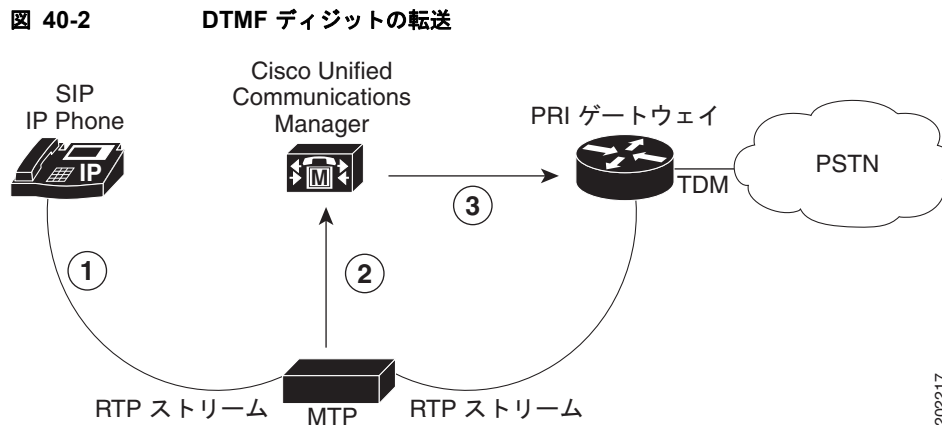 図 40-2 DTMF ディジットの転送
Cisco Unified
Communications
Manager
SIP
IP Phone
IP
M
PRI ゲートウェイ
TDM
PSTN
3
1
2
RTP ストリーム
MTP
RTP ストリーム
202217